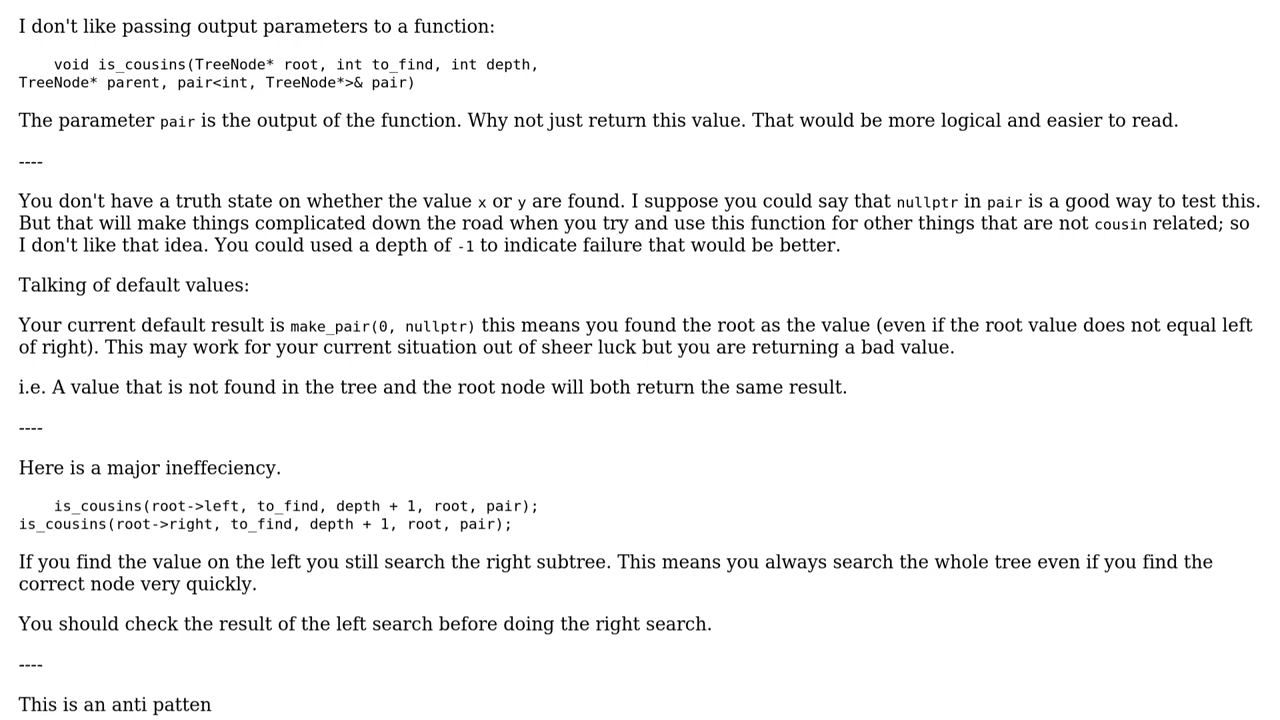 I don't like passing output parameters to a function:
void is_cousins(TreeNode* root, int to_find, int depth,
TreeNode* parent, pair<int, TreeNode*>& pair)
The parameter pair is the output of the function. Why not just return this value. That would be more logical and easier to read.
----
You don't have a truth state on whether the value x or y are found. I suppose you could say that nullptr in pair is a good way to test this.
But that will make things complicated down the road when you try and use this function for other things that are not cousin related; so
I don't like that idea. You could used a depth of -1 to indicate failure that would be better.
Talking of default values:
Your current default result is make_pair(0, nullptr) this means you found the root as the value (even if the root value does not equal left
of right). This may work for your current situation out of sheer luck but you are returning a bad value.
i.e. A value that is not found in the tree and the root node will both return the same result.
----
Here is a major ineffeciency.
is_cousins(root->left, to_find, depth + 1, root, pair);
is_cousins(root->right, to_find, depth + 1, root, pair);
If you find the value on the left you still search the right subtree. This means you always search the whole tree even if you find the
correct node very quickly.
You should check the result of the left search before doing the right search.
----
This is an anti patten